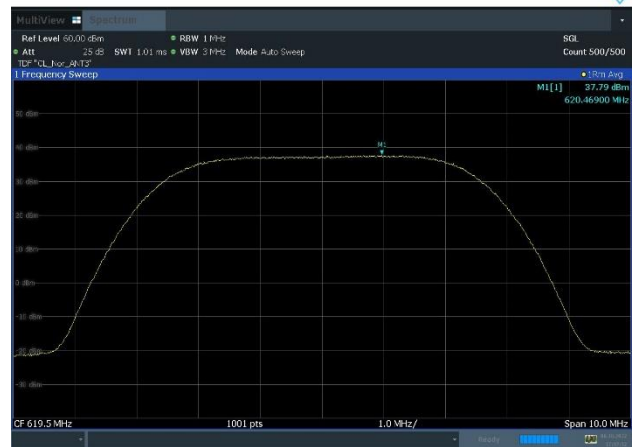 MultiView Spectrum
Ref Level 60.00 dBm RBW 1 MHz SGL
Att 25 dB SWT 1.01 ms VBW 3 MHz Mode Auto Sweep Count 500/500
TDF "CL_Nor_ANT3"
1 Frequency Sweep 1Rm Avg
M1[1] 37.79 dBm
620.46900 MHz
50 dBm
40 dBm
M1
30 dBm
20 dBm
10 dBm
0 dBm
-10 dBm
-20 dBm
-30 dBm
CF 619.5 MHz 1001 pts 1.0 MHz/ Span 10.0 MHz
Ready